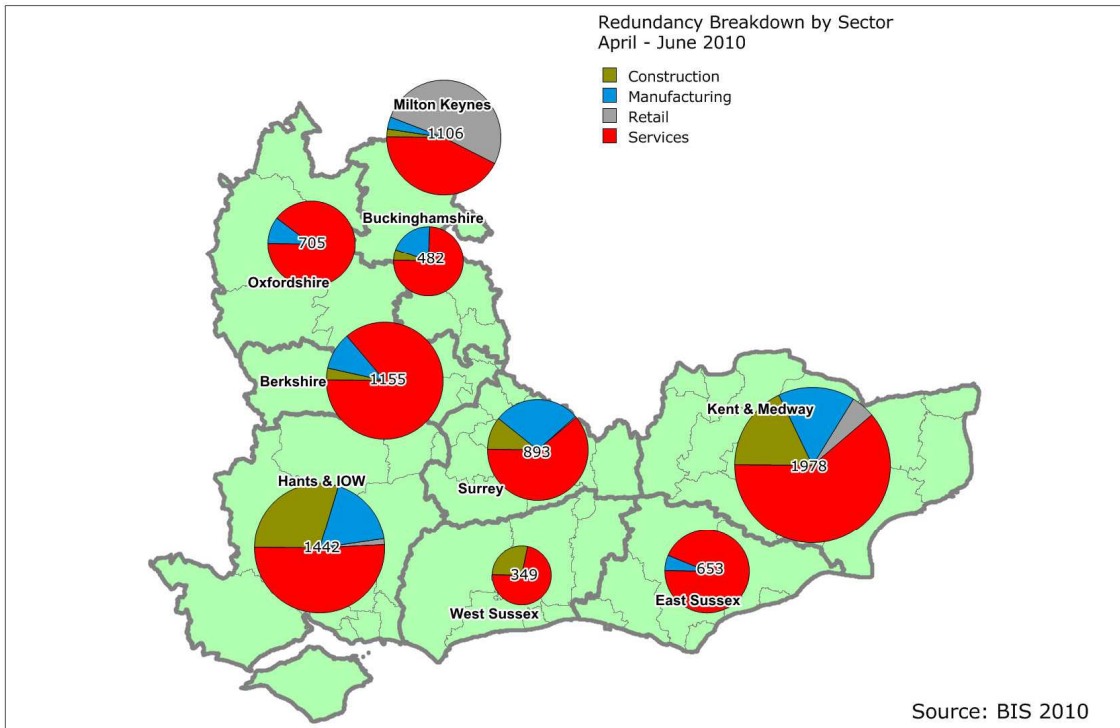 Redundancy Breakdown by Sector
April - June 2010
Construction
Manufacturing
Retail
Services
Milton Keynes
1106
Buckinghamshire
482
705
Oxfordshire
Berkshire
1155
Kent & Medway
1978
893
Surrey
Hants & IOW
1442
349
West Sussex
653
East Sussex
Source: BIS 2010